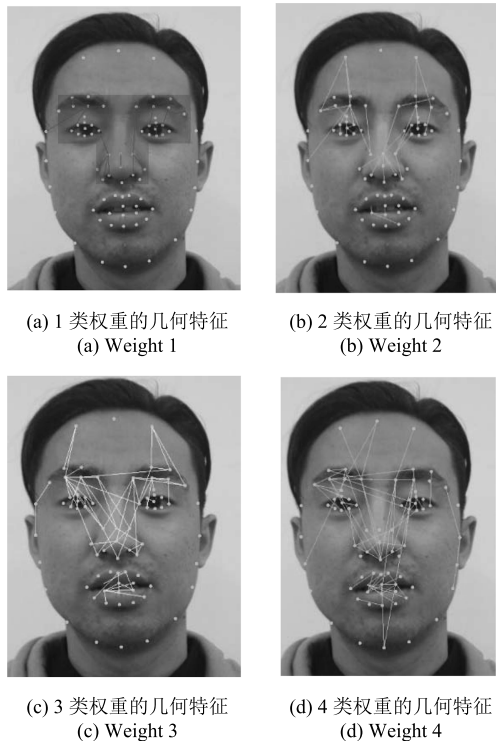 (a) 1 类权重的几何特征
(a) Weight 1
(b) 2 类权重的几何特征
(b) Weight 2
(c) 3 类权重的几何特征
(c) Weight 3
(d) 4 类权重的几何特征
(d) Weight 4